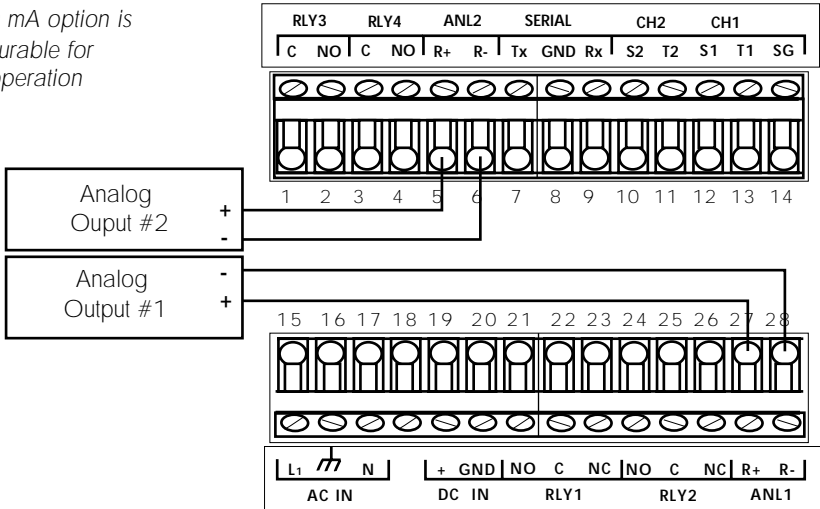 mA option is
urable for
peration
RLY3 RLY4 ANL2 SERIAL CH2 CH1
C NO C NO R+ R- Tx GND Rx S2 T2 S1 T1 SG
1 2 3 4 5 6 7 8 9 10 11 12 13 14
Analog
Ouput #2
+
-
Analog
Output #1
-
+
15 16 17 18 19 20 21 22 23 24 25 26 27 28
L1 N + GND NO C NC NO C NC R+ R-
AC IN DC IN RLY1 RLY2 ANL1